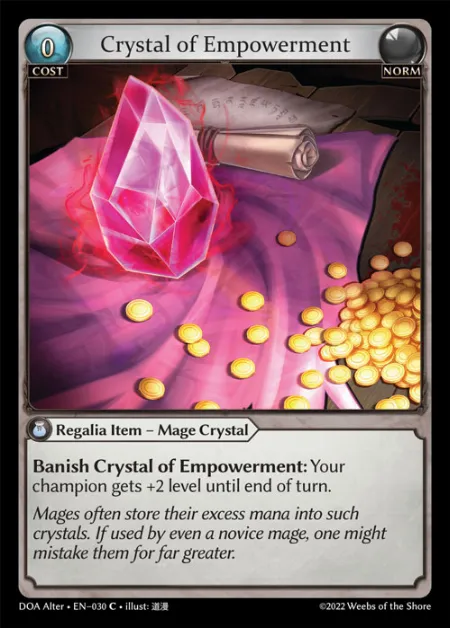 0
Crystal of Empowerment
COST
NORM
Regalia Item – Mage Crystal
Banish Crystal of Empowerment: Your
champion gets +2 level until end of turn.
Mages often store their excess mana into such
crystals. If used by even a novice mage, one might
mistake them for far greater.
DOA Alter • EN-030 C • illust: 道漫
©2022 Weebs of the Shore